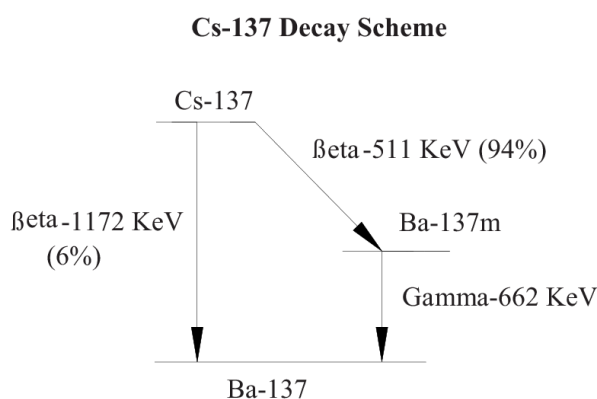 Cs-137 Decay Scheme
Cs-137
ßeta-511 KeV (94%)
ßeta-1172 KeV
(6%)
Ba-137m
Gamma-662 KeV
Ba-137